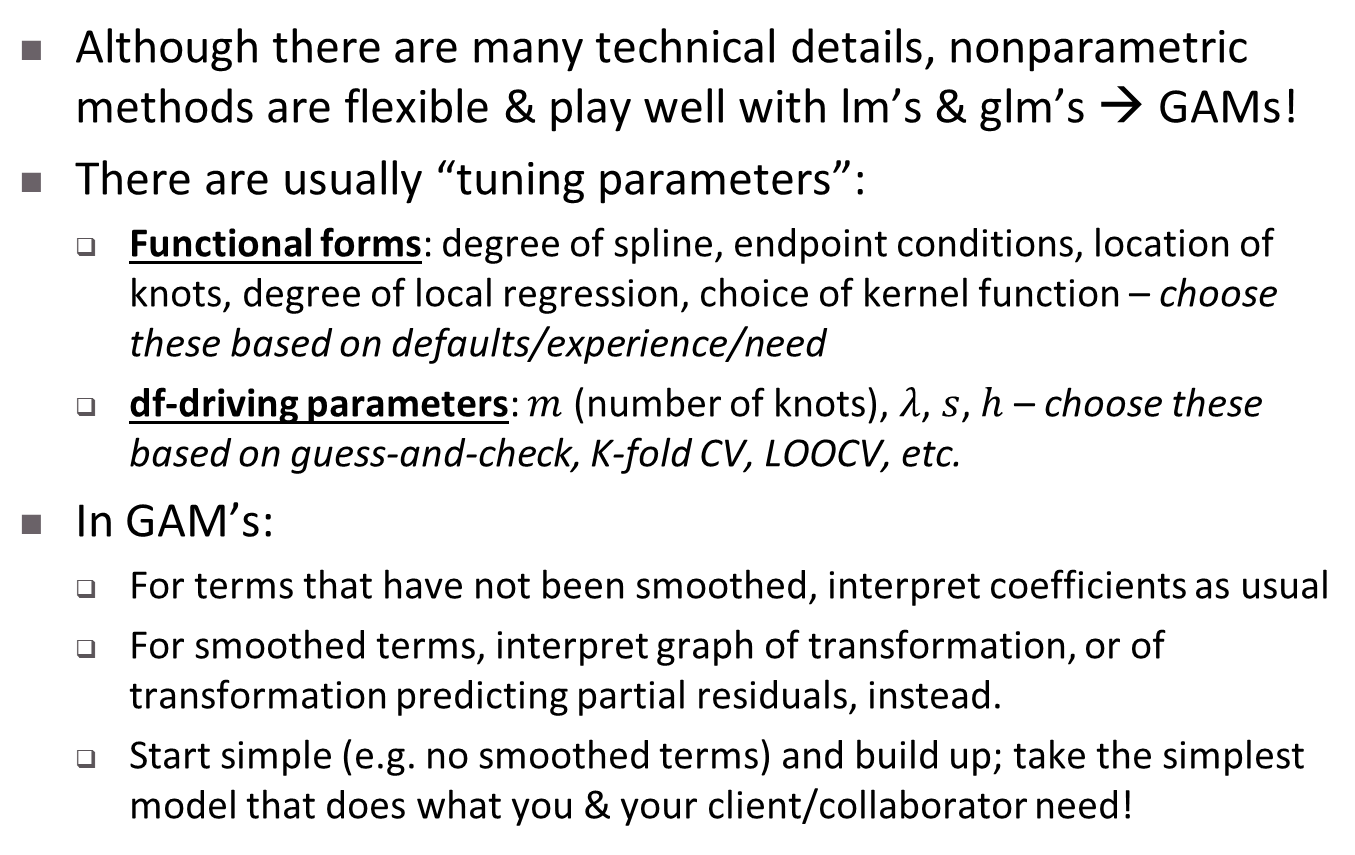 ■ Although there are many technical details, nonparametric
methods are flexible & play well with lm’s & glm’s → GAMs!
■ There are usually “tuning parameters”:
❑ Functional forms: degree of spline, endpoint conditions, location of
knots, degree of local regression, choice of kernel function – choose
these based on defaults/experience/need
❑ df-driving parameters: m (number of knots), λ, s, h – choose these
based on guess-and-check, K-fold CV, LOOCV, etc.
■ In GAM’s:
❑ For terms that have not been smoothed, interpret coefficients as usual
❑ For smoothed terms, interpret graph of transformation, or of
transformation predicting partial residuals, instead.
❑ Start simple (e.g. no smoothed terms) and build up; take the simplest
model that does what you & your client/collaborator need!